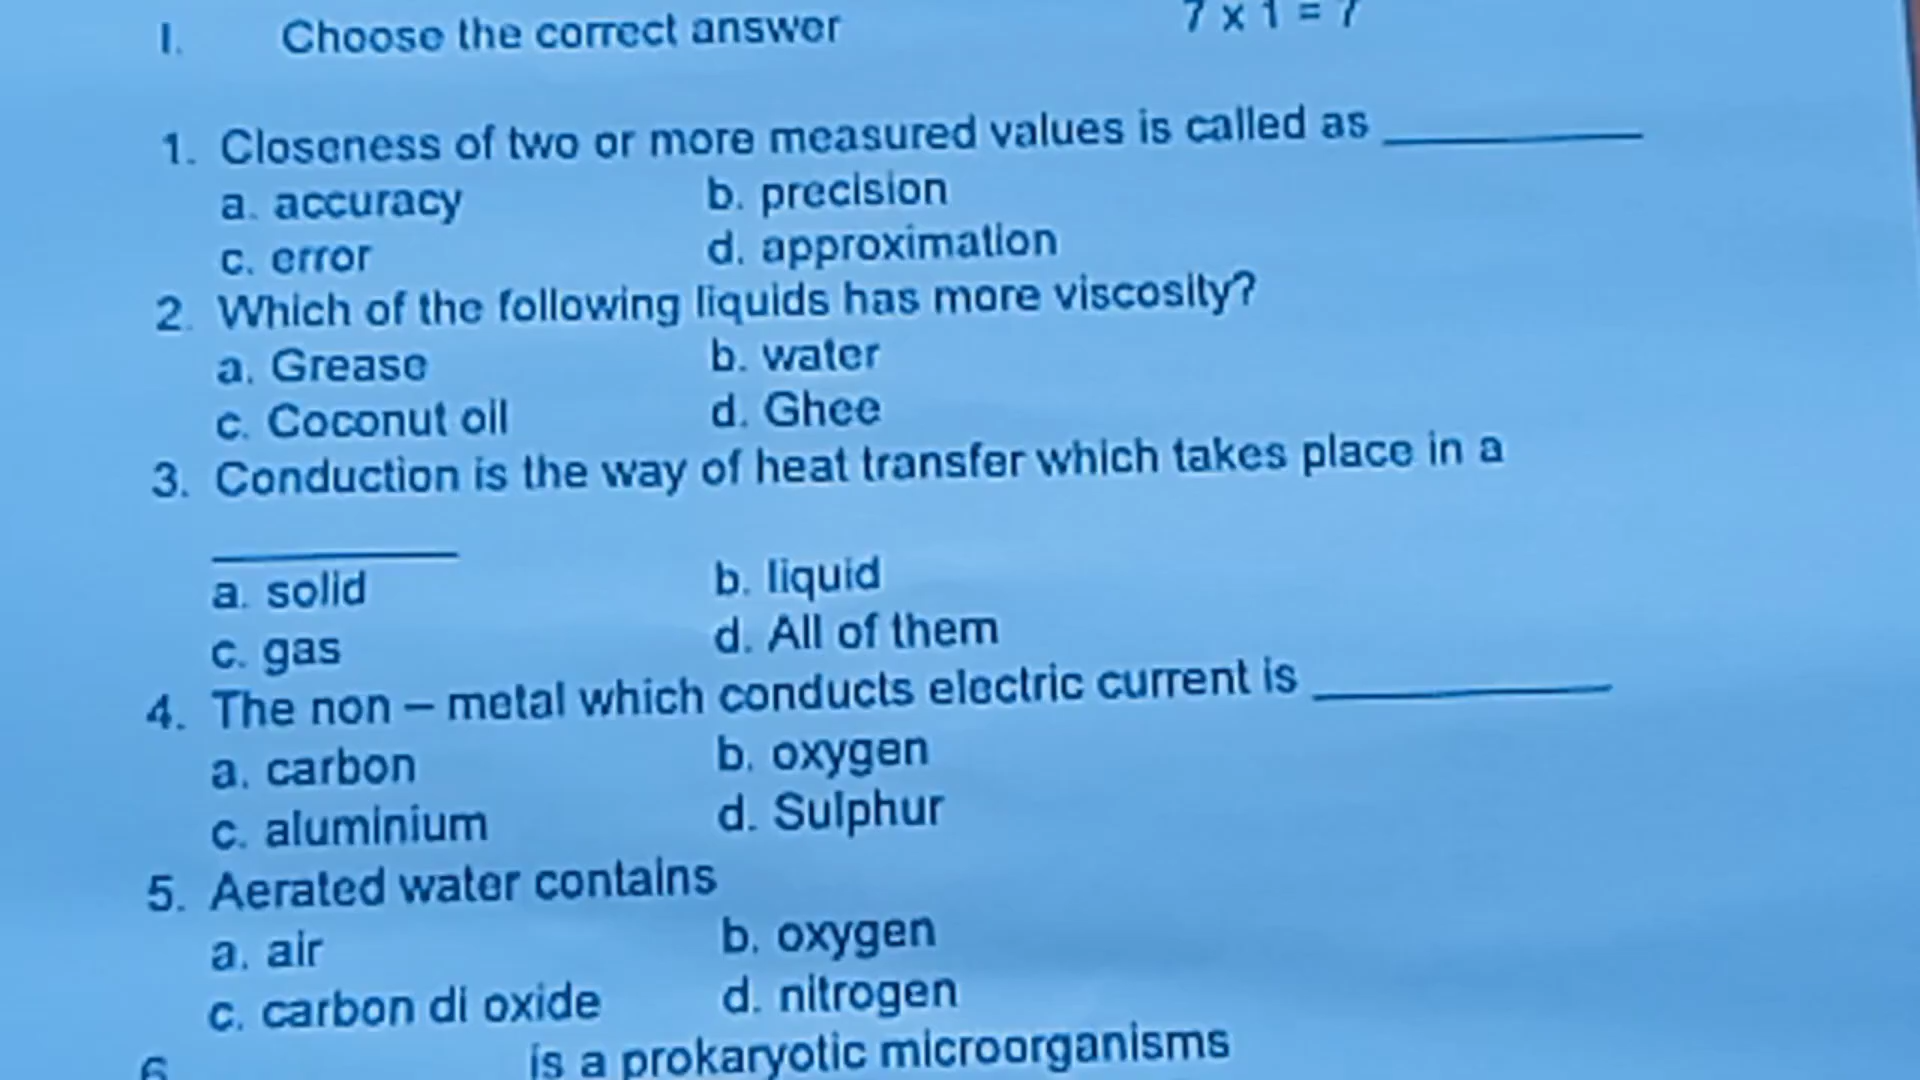 I. Choose the correct answer 7 x 1 = 7
1. Closeness of two or more measured values is called as ________
a. accuracy b. precision
c. error d. approximation
2. Which of the following liquids has more viscosity?
a. Grease b. water
c. Coconut oil d. Ghee
3. Conduction is the way of heat transfer which takes place in a
________
a. solid b. liquid
c. gas d. All of them
4. The non – metal which conducts electric current is ________
a. carbon b. oxygen
c. aluminium d. Sulphur
5. Aerated water contains
a. air b. oxygen
c. carbon di oxide d. nitrogen
6 is a prokaryotic microorganisms